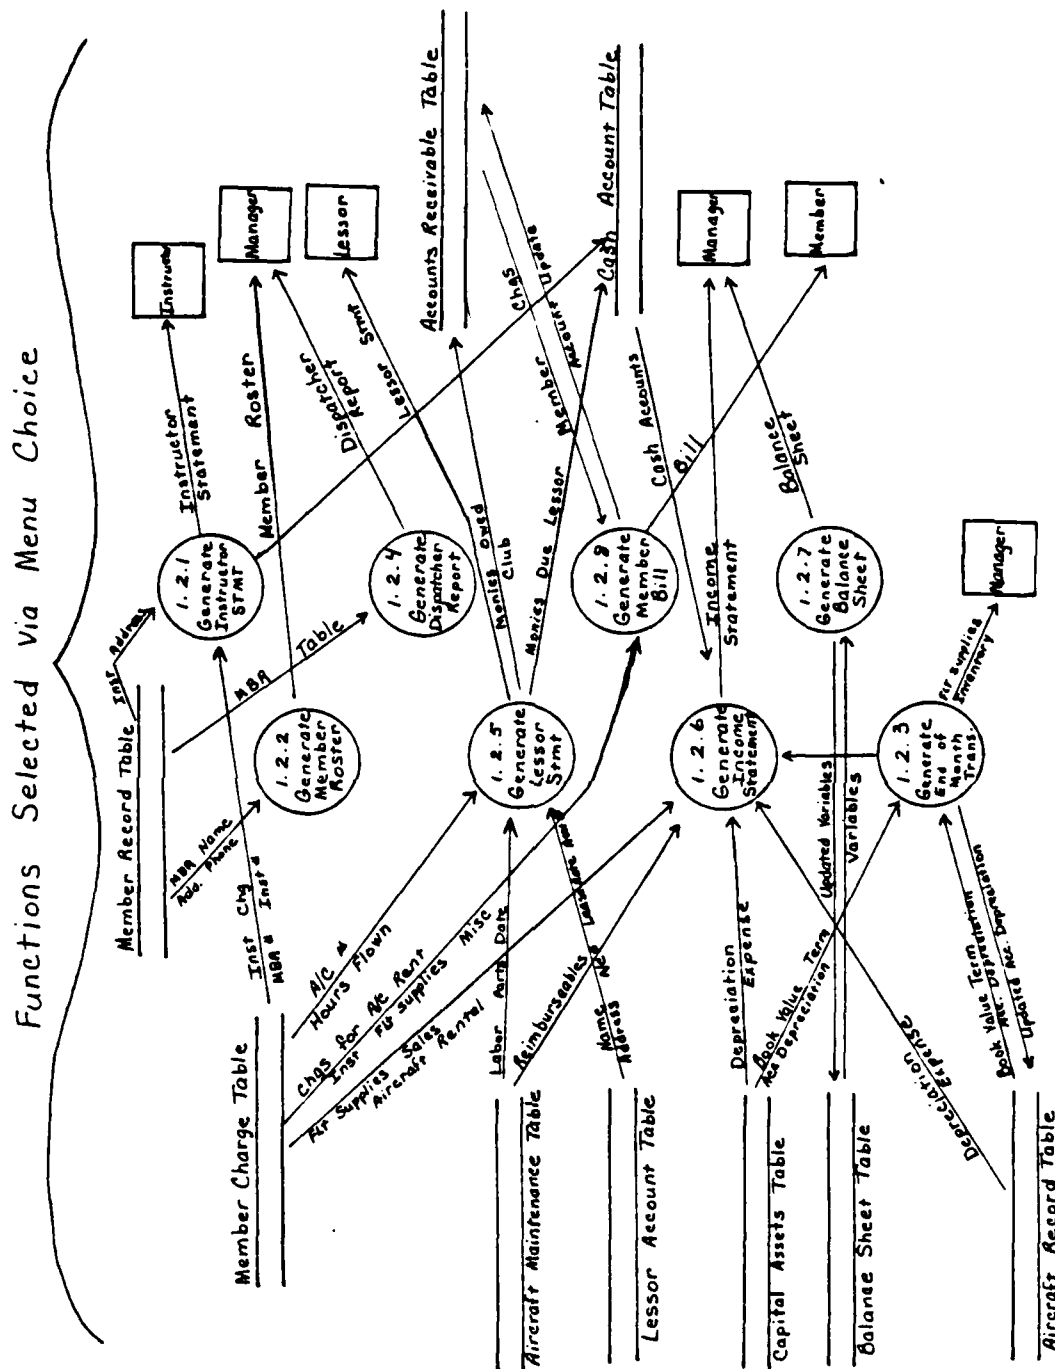 Functions Selected via Menu Choice
Member Record Table
Inst Address
Instructor
Statement
Instructor
1.2.1
Generate
Instructor
STMT
Member Roster
Manager
MBR Name
Add. Phone
1.2.2
Generate
Member
Roster
MBR Table
1.2.4
Generate
Dispatcher
Report
Dispatcher
Report
Lessor Stmt
Lessor
Inst Chg
MBR # Inst #
Member Charge Table
A/C #
Hours Flown
Chgs for A/C Rent
Inst Flt Supplies Misc
Flt Supplies Sales
Aircraft Rental
Accounts Receivable Table
Monies Owed
Club
Monies Due Lessor
Member Chgs
Account Update
Cash Account Table
1.2.5
Generate
Lessor
Stmt
1.2.8
Generate
Member
Bill
Cash Accounts
Bill
Aircraft Maintenance Table
Labor Parts Date
Reimburseables
Name
Address
Lessor Account Table
1.2.6
Generate
Income
Statement
Income
Statement
Manager
Member
Balance
Sheet
1.2.7
Generate
Balance
Sheet
Capital Assets Table
Depreiation
Expense
Book Value Term
Acc Depreciation
Updated Variables
Variables
Balance Sheet Table
1.2.3
Generate
End of
Month
Trans.
Flt Supplies
Inventory
Manager
Depreciation Expense
Book Value Term
Acc. Depreciation
Updated Acc. Depreciation
Aircraft Record Table